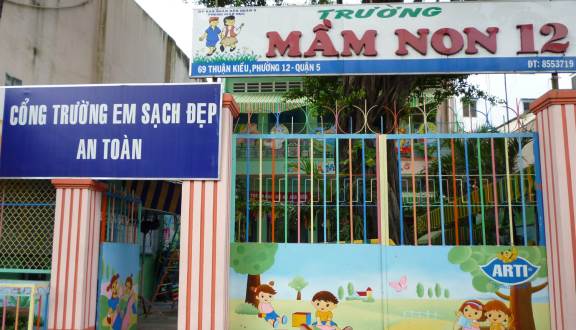 TRƯỜNG
MẦM NON 12
69 THUẬN KIỀU, PHƯỜNG 12 - QUẬN 5
ĐT: 8553719
CỔNG TRƯỜNG EM SẠCH ĐẸP
AN TOÀN
ARTI